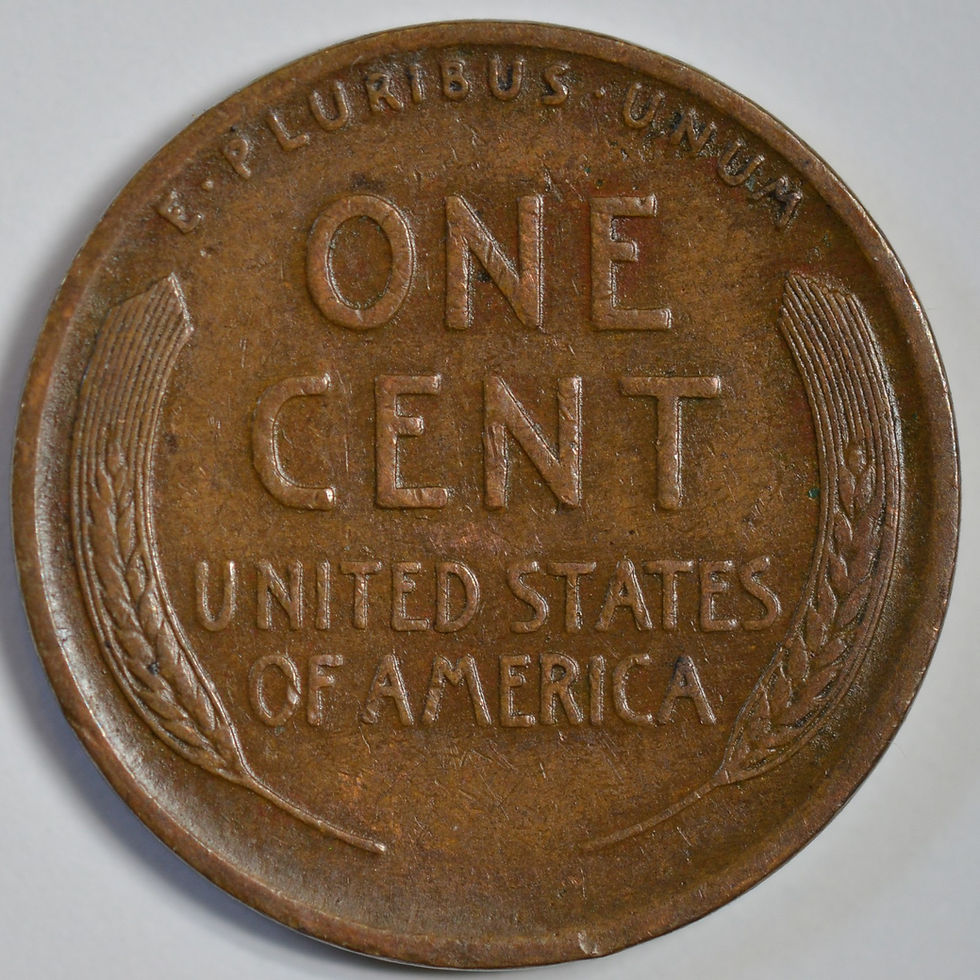 E · PLURIBUS · UNUM
ONE
CENT
UNITED STATES
OF AMERICA